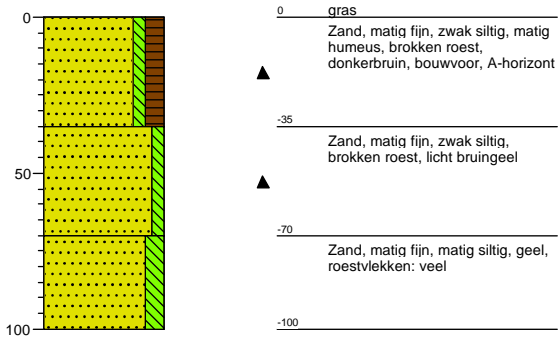 0
50
100
0 gras
Zand, matig fijn, zwak siltig, matig
humeus, brokken roest,
donkerbruin, bouwvoor, A-horizont
-35
Zand, matig fijn, zwak siltig,
brokken roest, licht bruingeel
-70
Zand, matig fijn, matig siltig, geel,
roestvlekken: veel
-100